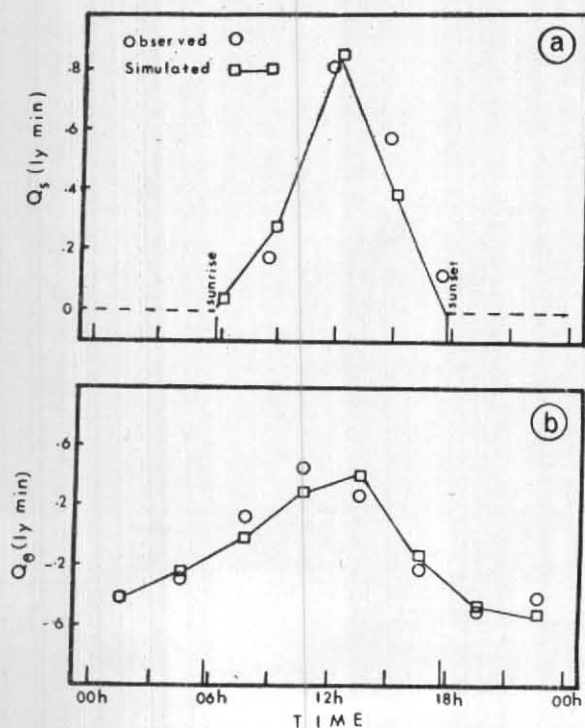 a
Observed
Simulated
.8
.6
.4
.2
0
Qs (ly min)
sunrise
sunset
b
.6
.2
-.2
-.6
Qθ (ly min)
00h 06h 12h 18h 00h
TIME